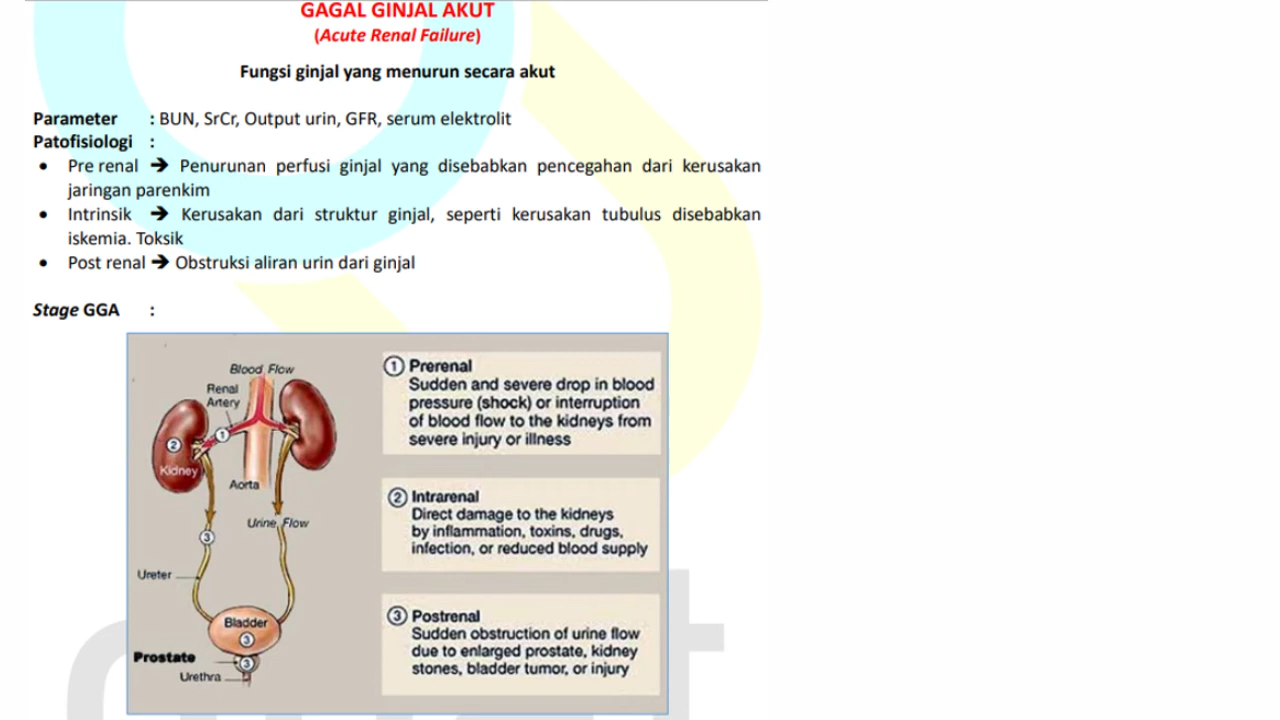 GAGAL GINJAL AKUT
(Acute Renal Failure)
Fungsi ginjal yang menurun secara akut
Parameter : BUN, SrCr, Output urin, GFR, serum elektrolit
Patofisiologi :
• Pre renal ➔ Penurunan perfusi ginjal yang disebabkan pencegahan dari kerusakan
jaringan parenkim
• Intrinsik ➔ Kerusakan dari struktur ginjal, seperti kerusakan tubulus disebabkan
iskemia. Toksik
• Post renal ➔ Obstruksi aliran urin dari ginjal
Stage GGA :
Blood Flow
Renal
Artery
1
2
Kidney
Aorta
Urine Flow
3
Ureter
Bladder
3
Prostate
3
Urethra
1 Prerenal
Sudden and severe drop in blood
pressure (shock) or interruption
of blood flow to the kidneys from
severe injury or illness
2 Intrarenal
Direct damage to the kidneys
by inflammation, toxins, drugs,
infection, or reduced blood supply
3 Postrenal
Sudden obstruction of urine flow
due to enlarged prostate, kidney
stones, bladder tumor, or injury